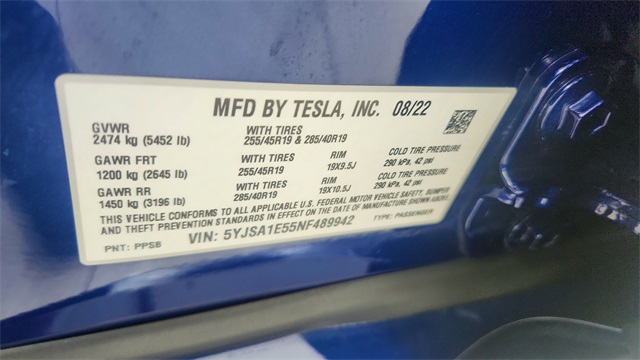 MFD BY TESLA, INC. 08/22
GVWR
2474 kg (5452 lb)
WITH TIRES
255/45R19 & 285/40R19
GAWR FRT
1200 kg (2645 lb)
WITH TIRES
255/45R19
RIM
19X9.5J
COLD TIRE PRESSURE
290 kPa, 42 psi
GAWR RR
1450 kg (3196 lb)
WITH TIRES
285/40R19
RIM
19X10.5J
COLD TIRE PRESSURE
290 kPa, 42 psi
THIS VEHICLE CONFORMS TO ALL APPLICABLE U.S. FEDERAL MOTOR VEHICLE SAFETY, BUMPER
AND THEFT PREVENTION STANDARDS IN EFFECT ON THE DATE OF MANUFACTURE SHOWN ABOVE.
PNT: PPSB
VIN: 5YJSA1E55NF489942
TYPE: PASSENGER